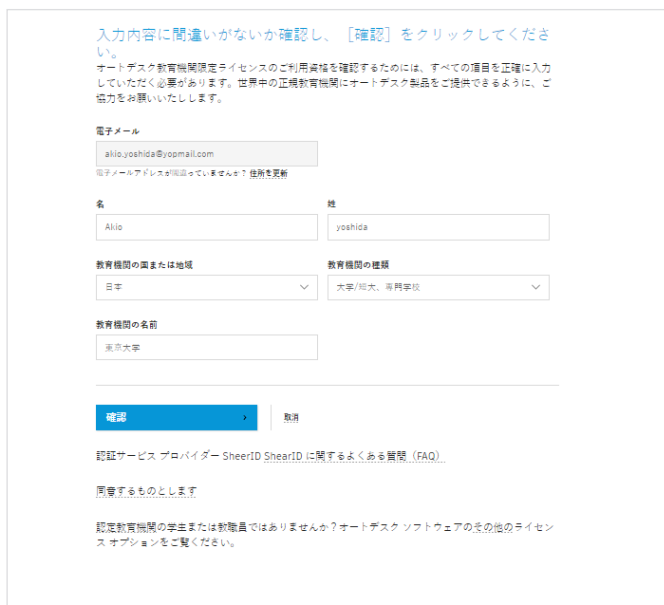 入力内容に間違いがないか確認し、［確認］をクリックしてくださ
い。
オートデスク教育機関限定ライセンスのご利用資格を確認するためには、すべての項目を正確に入力
していただく必要があります。世界中の正規教育機関にオートデスク製品をご提供できるように、ご
協力をお願いいたしします。
電子メール
akio.yoshida@yopmail.com
電子メールアドレスが間違っていませんか？ 住所を更新
名 姓
Akio yoshida
教育機関の国または地域 教育機関の種類
日本 大学/短大、専門学校
教育機関の名前
東京大学
確認 › 取消
認証サービス プロバイダー SheerID ShearID に関するよくある質問（FAQ）
同意するものとします
認定教育機関の学生または教職員ではありませんか？オートデスク ソフトウェアのその他のライセン
ス オプションをご覧ください。